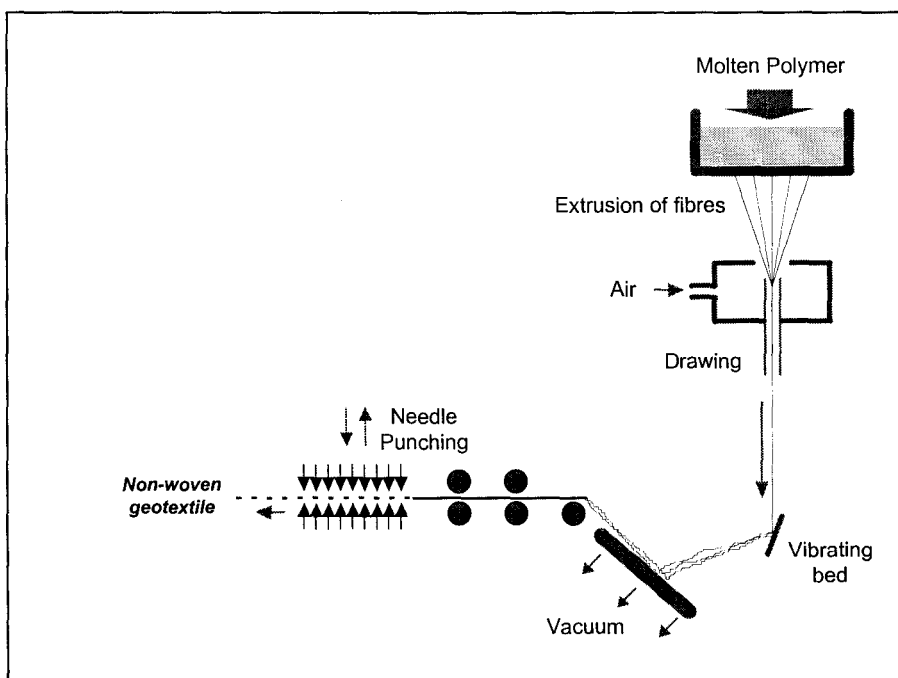 Molten Polymer
Extrusion of fibres
Air
Drawing
Needle
Punching
Non-woven
geotextile
Vibrating
bed
Vacuum